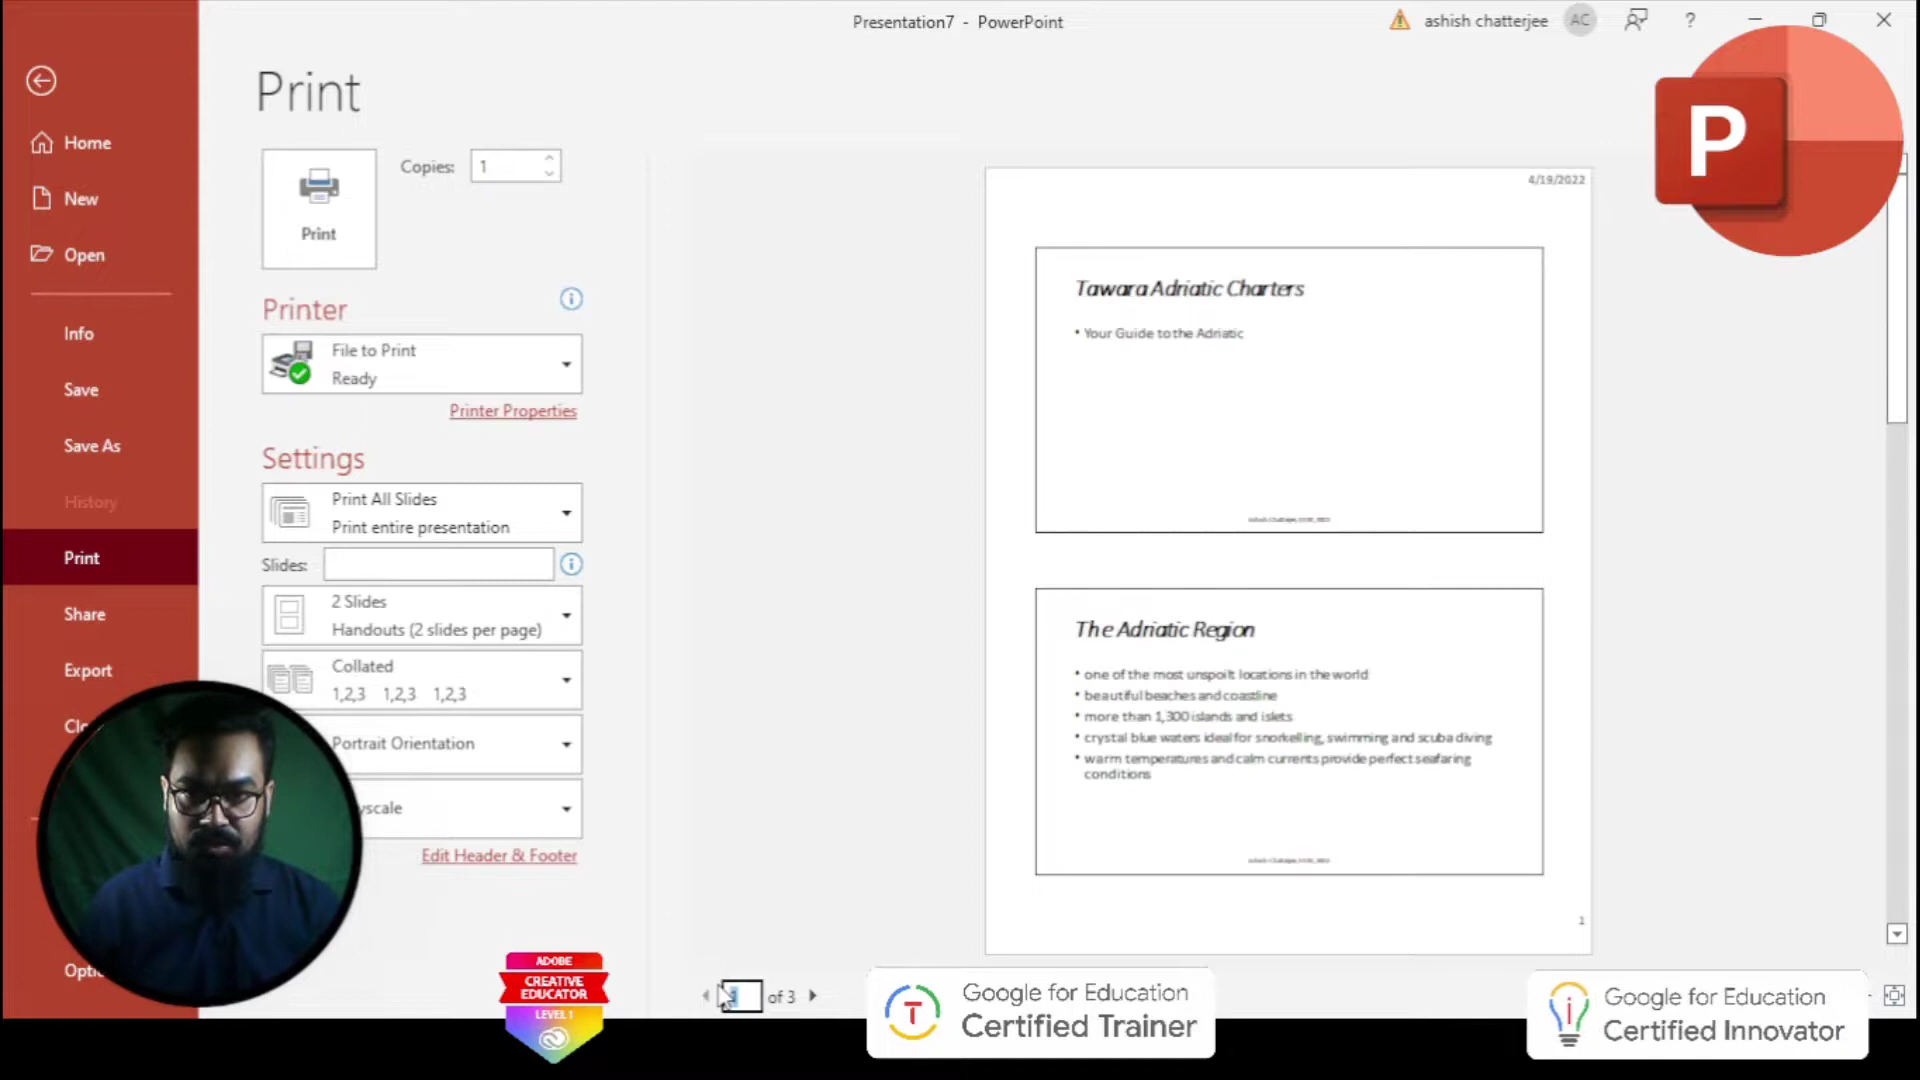 Presentation7 - PowerPoint
ashish chatterjee
AC
?
P
Print
Home
New
Open
Info
Save
Save As
History
Print
Share
Export
Clo
Opti
Print
Copies: 1
Printer
File to Print
Ready
Printer Properties
Settings
Print All Slides
Print entire presentation
Slides:
2 Slides
Handouts (2 slides per page)
Collated
1,2,3 1,2,3 1,2,3
Portrait Orientation
yscale
Edit Header & Footer
4/19/2022
Tawara Adriatic Charters
• Your Guide to the Adriatic
The Adriatic Region
• one of the most unspoilt locations in the world
• beautiful beaches and coastline
• more than 1,300 islands and islets
• crystal blue waters ideal for snorkelling, swimming and scuba diving
• warm temperatures and calm currents provide perfect seafaring
conditions
1
of 3
ADOBE
CREATIVE
EDUCATOR
LEVEL 1
T
Google for Education
Certified Trainer
i
Google for Education
Certified Innovator